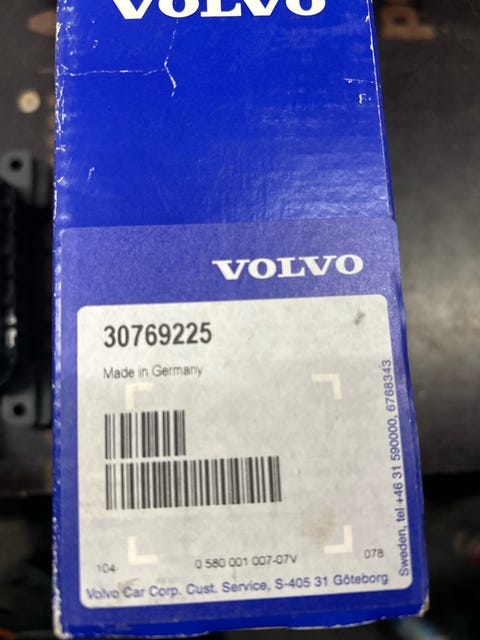 VOLVO
VOLVO
30769225
Made in Germany
104
0 580 001 007-07V
078
Volvo Car Corp. Cust. Service, S-405 31 Göteborg
Sweden, tel +46 31 590000, 6768343